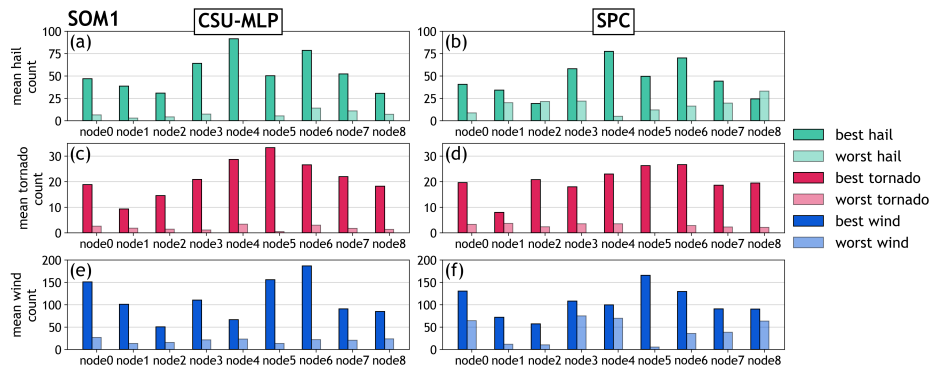 SOM1
CSU-MLP
SPC
(a)
mean hail
count
100
75
50
25
0
node0 node1 node2 node3 node4 node5 node6 node7 node8
(b)
100
75
50
25
0
node0 node1 node2 node3 node4 node5 node6 node7 node8
(c)
mean tornado
count
30
20
10
0
node0 node1 node2 node3 node4 node5 node6 node7 node8
(d)
30
20
10
0
node0 node1 node2 node3 node4 node5 node6 node7 node8
(e)
mean wind
count
200
150
100
50
0
node0 node1 node2 node3 node4 node5 node6 node7 node8
(f)
200
150
100
50
0
node0 node1 node2 node3 node4 node5 node6 node7 node8
best hail
worst hail
best tornado
worst tornado
best wind
worst wind